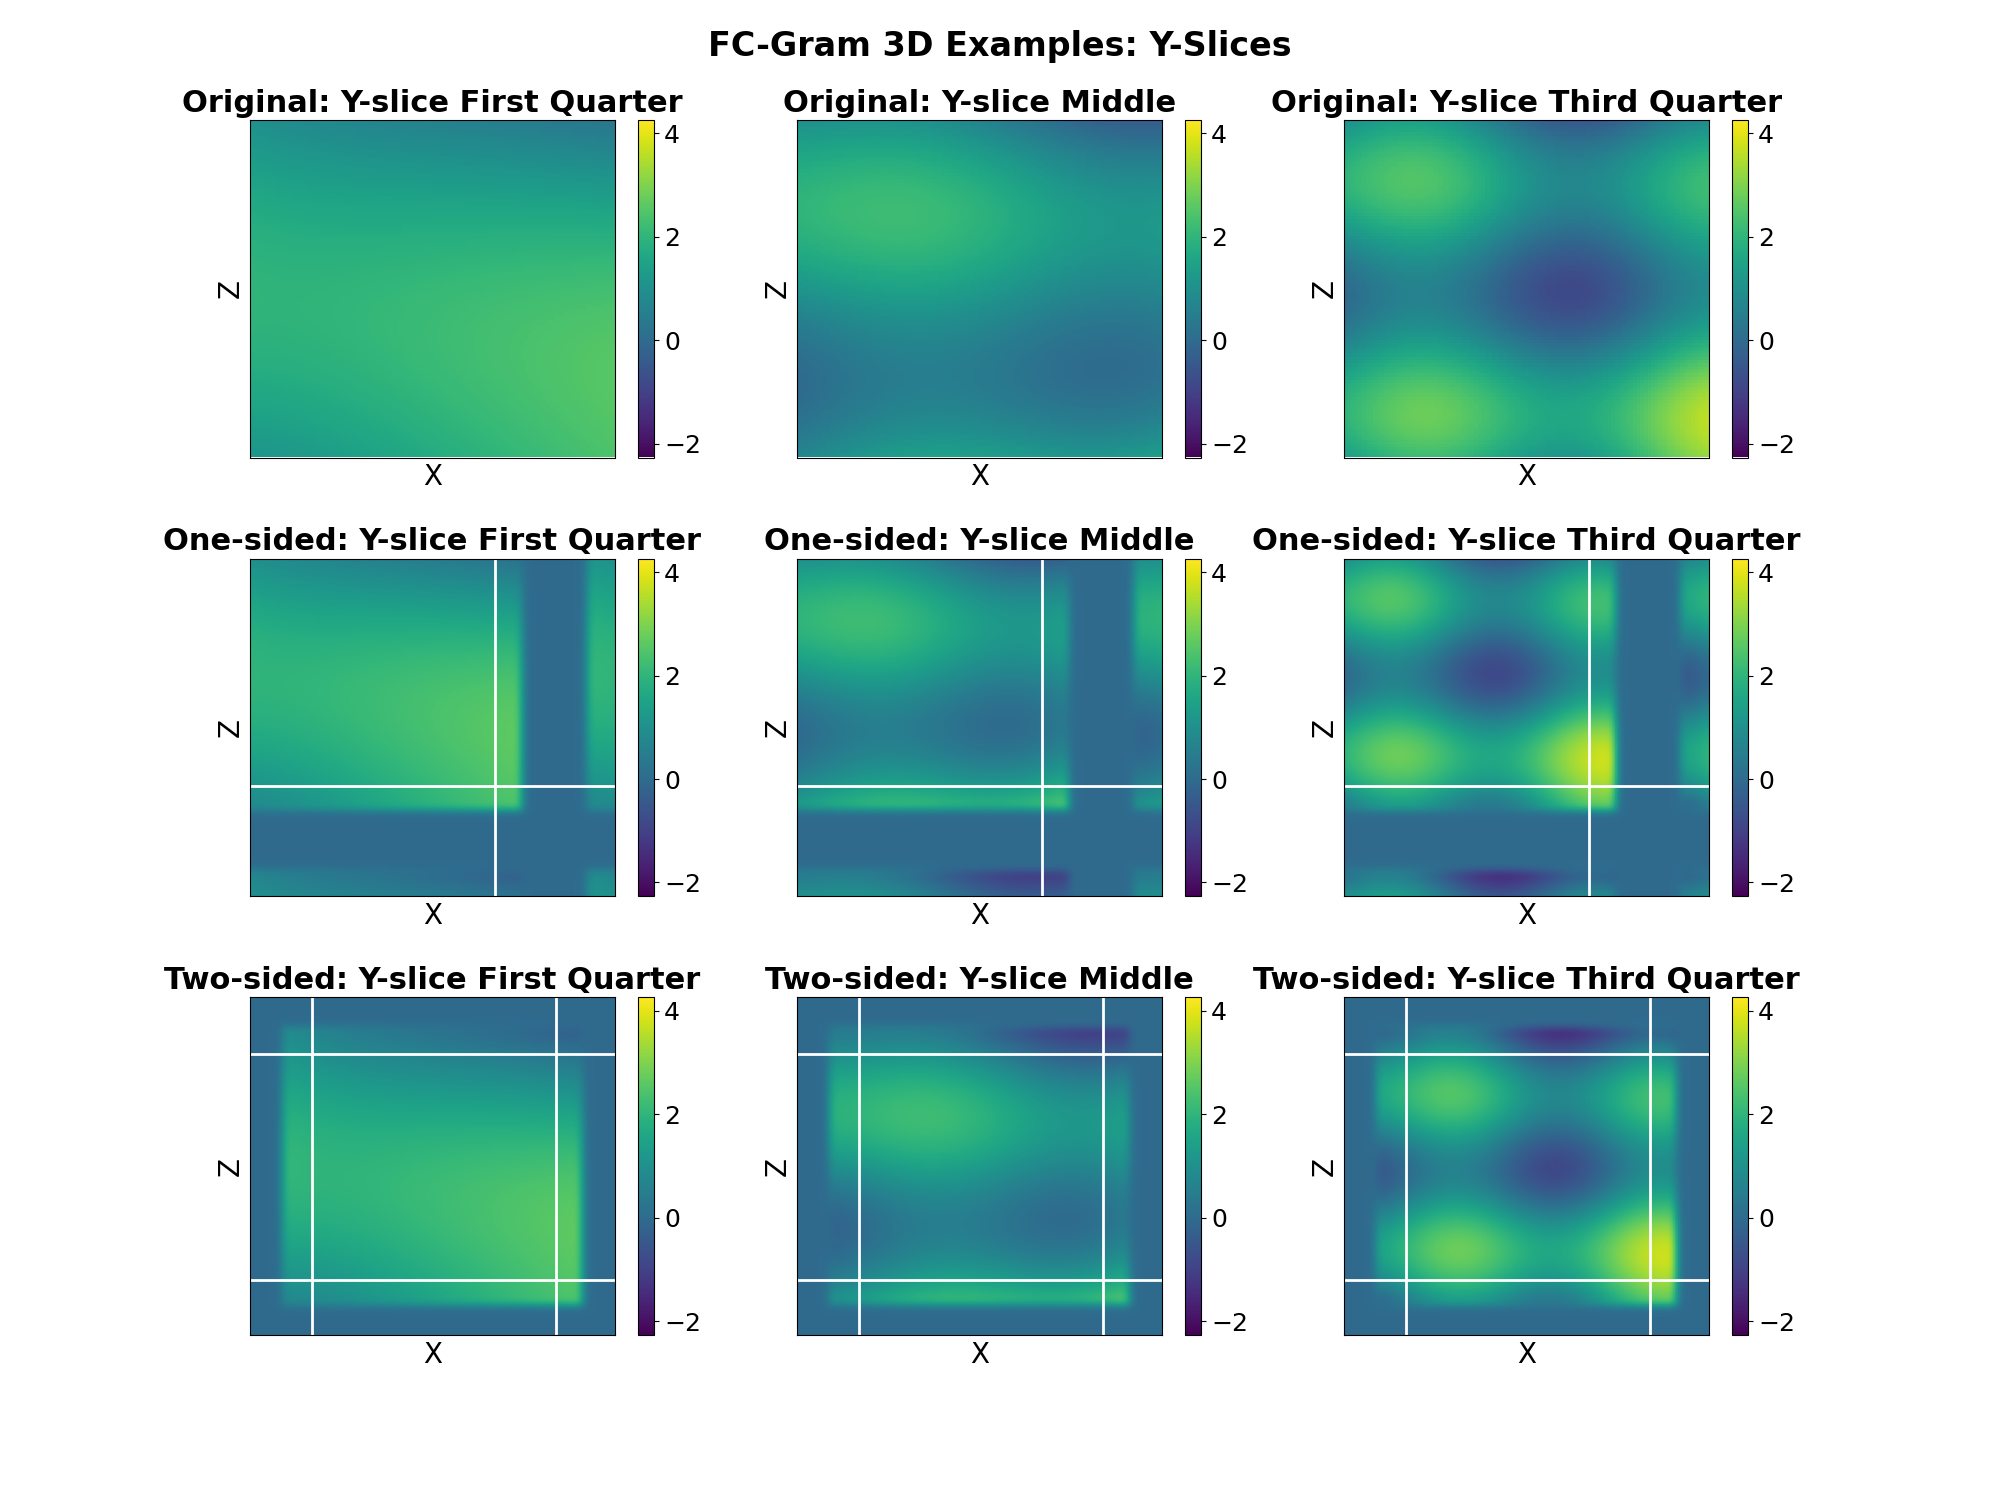 FC-Gram 3D Examples: Y-Slices
Original: Y-slice First Quarter
Z
X
4
2
0
−2
Original: Y-slice Middle
Z
X
4
2
0
−2
Original: Y-slice Third Quarter
Z
X
4
2
0
−2
One-sided: Y-slice First Quarter
Z
X
4
2
0
−2
One-sided: Y-slice Middle
Z
X
4
2
0
−2
One-sided: Y-slice Third Quarter
Z
X
4
2
0
−2
Two-sided: Y-slice First Quarter
Z
X
4
2
0
−2
Two-sided: Y-slice Middle
Z
X
4
2
0
−2
Two-sided: Y-slice Third Quarter
Z
X
4
2
0
−2